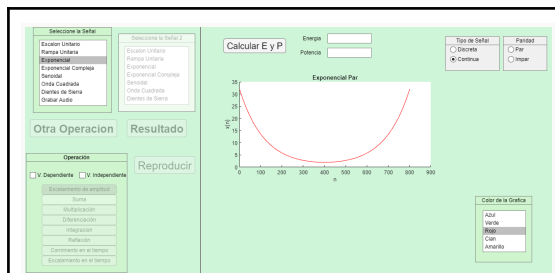 Seleccione la Señal
Escalon Unitario
Rampa Unitaria
Exponencial
Exponencial Compleja
Senoidal
Onda Cuadrada
Dientes de Sierra
Grabar Audio
Seleccione la Señal 2
Escalon Unitario
Rampa Unitaria
Exponencial
Exponencial Compleja
Senoidal
Onda Cuadrada
Dientes de Sierra
Otra Operacion
Resultado
Reproducir
Operación
V. Dependiente
V. Independiente
Escalamiento de amplitud
Suma
Multiplicación
Diferenciación
Integración
Reflexión
Corrimiento en el tiempo
Escalamiento en el tiempo
Calcular E y P
Energia
Potencia
Tipo de Señal
Discreta
Continua
Paridad
Par
Impar
Exponencial Par
x(n)
35
30
25
20
15
10
5
0
0 100 200 300 400 500 600 700 800 900
n
Color de la Grafica
Azul
Verde
Rojo
Cian
Amarillo